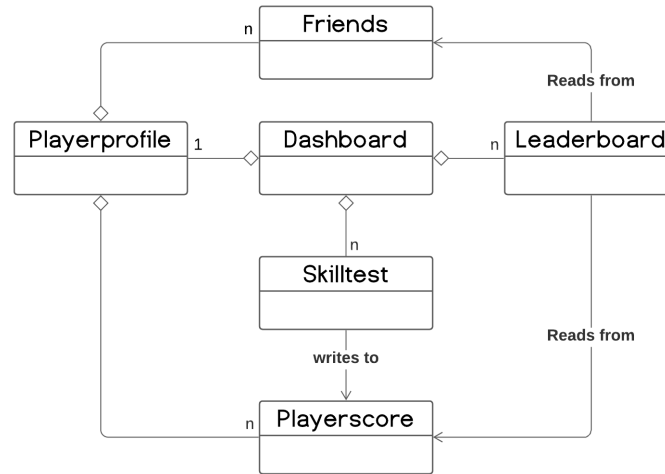 n
Friends
Reads from
Playerprofile
1
Dashboard
n
Leaderboard
n
Skilltest
Reads from
writes to
n
Playerscore